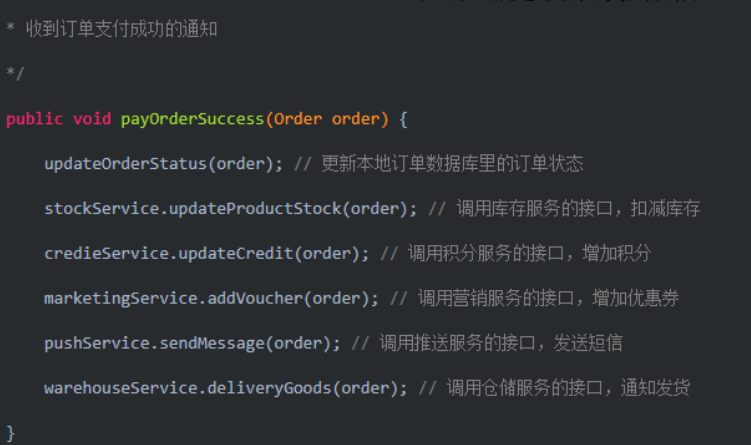 * 收到订单支付成功的通知
*/
public void payOrderSuccess(Order order) {
updateOrderStatus(order); // 更新本地订单数据库里的订单状态
stockService.updateProductStock(order); // 调用库存服务的接口，扣减库存
credieService.updateCredit(order); // 调用积分服务的接口，增加积分
marketingService.addVoucher(order); // 调用营销服务的接口，增加优惠券
pushService.sendMessage(order); // 调用推送服务的接口，发送短信
warehouseService.deliveryGoods(order); // 调用仓储服务的接口，通知发货
}